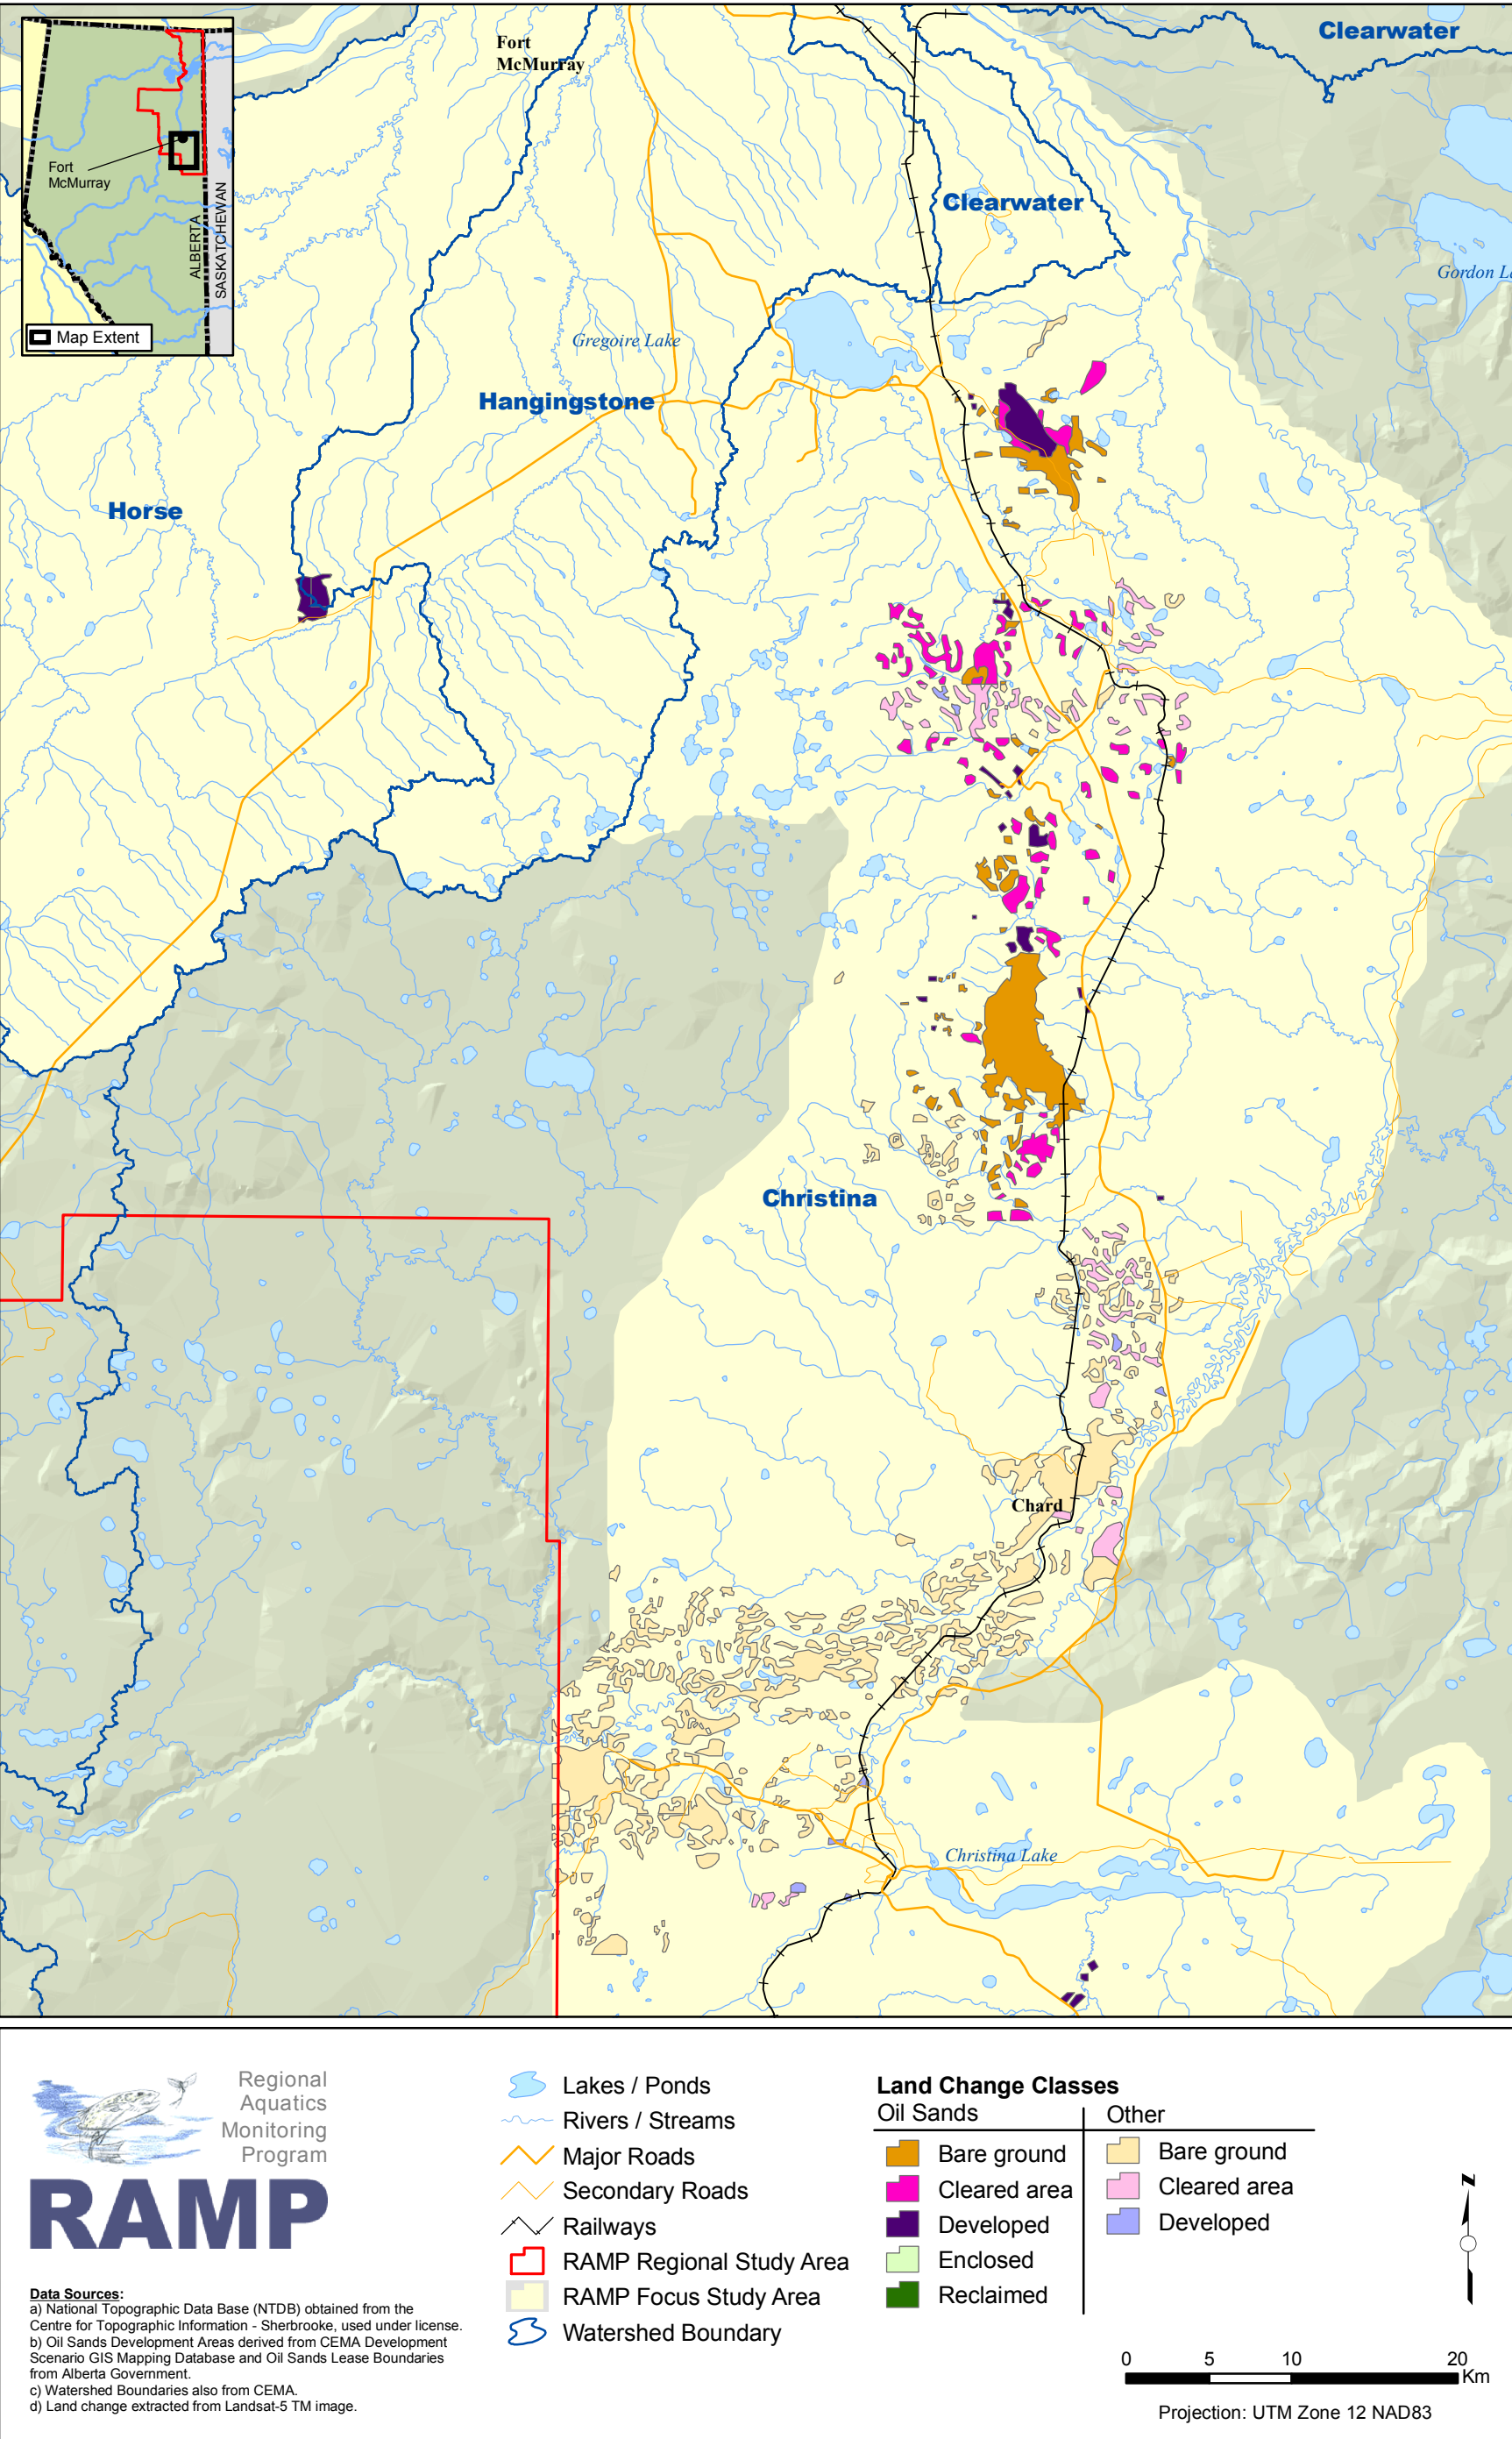 Fort
McMurray
Clearwater
Fort
McMurray
ALBERTA
SASKATCHEWAN
Map Extent
Clearwater
Gordon L
Gregoire Lake
Hangingstone
Horse
Christina
Chard
Christina Lake
Regional
Aquatics
Monitoring
Program
RAMP
Data Sources:
a) National Topographic Data Base (NTDB) obtained from the
Centre for Topographic Information - Sherbrooke, used under license.
b) Oil Sands Development Areas derived from CEMA Development
Scenario GIS Mapping Database and Oil Sands Lease Boundaries
from Alberta Government.
c) Watershed Boundaries also from CEMA.
d) Land change extracted from Landsat-5 TM image.
Lakes / Ponds
Rivers / Streams
Major Roads
Secondary Roads
Railways
RAMP Regional Study Area
RAMP Focus Study Area
Watershed Boundary
Land Change Classes
Oil Sands
Bare ground
Cleared area
Developed
Enclosed
Reclaimed
Other
Bare ground
Cleared area
Developed
N
0 5 10 20
Km
Projection: UTM Zone 12 NAD83